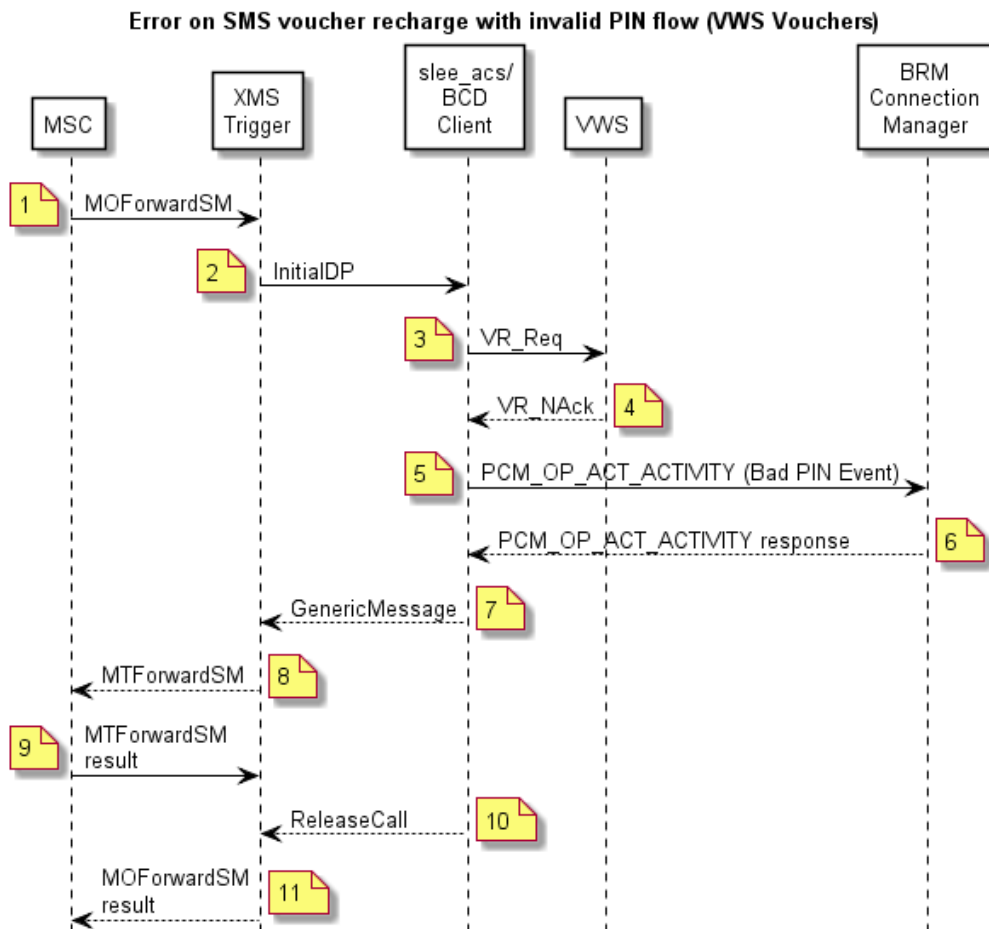 Error on SMS voucher recharge with invalid PIN flow (VWS Vouchers)
MSC
XMS
Trigger
slee_acs/
BCD
Client
VWS
BRM
Connection
Manager
1
MOForwardSM
2
InitialDP
3
VR_Req
VR_NAck
4
5
PCM_OP_ACT_ACTIVITY (Bad PIN Event)
PCM_OP_ACT_ACTIVITY response
6
GenericMessage
7
MTForwardSM
8
9
MTForwardSM
result
ReleaseCall
10
MOForwardSM
result
11